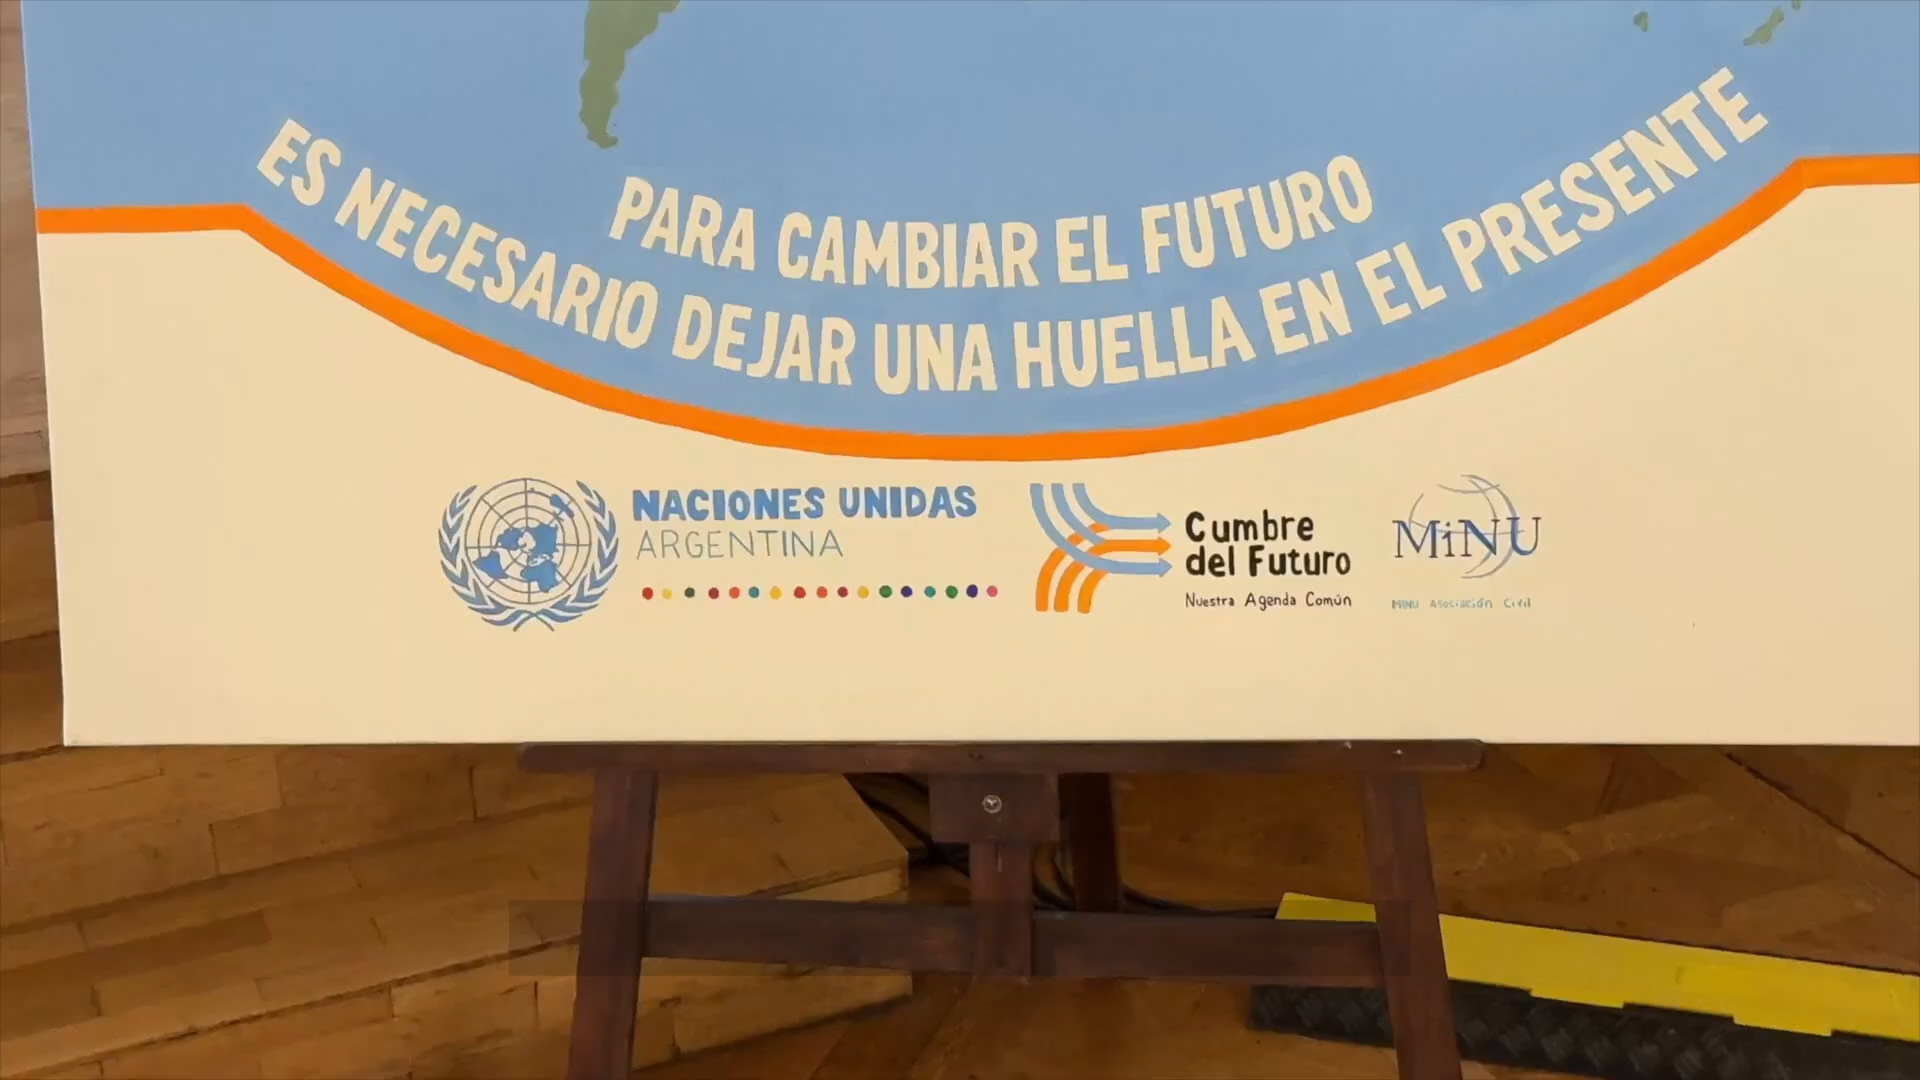 PARA CAMBIAR EL FUTURO
ES NECESARIO DEJAR UNA HUELLA EN EL PRESENTE
NACIONES UNIDAS
ARGENTINA
Cumbre
del Futuro
Nuestra Agenda Común
MiNU
MINU Asociación Civil